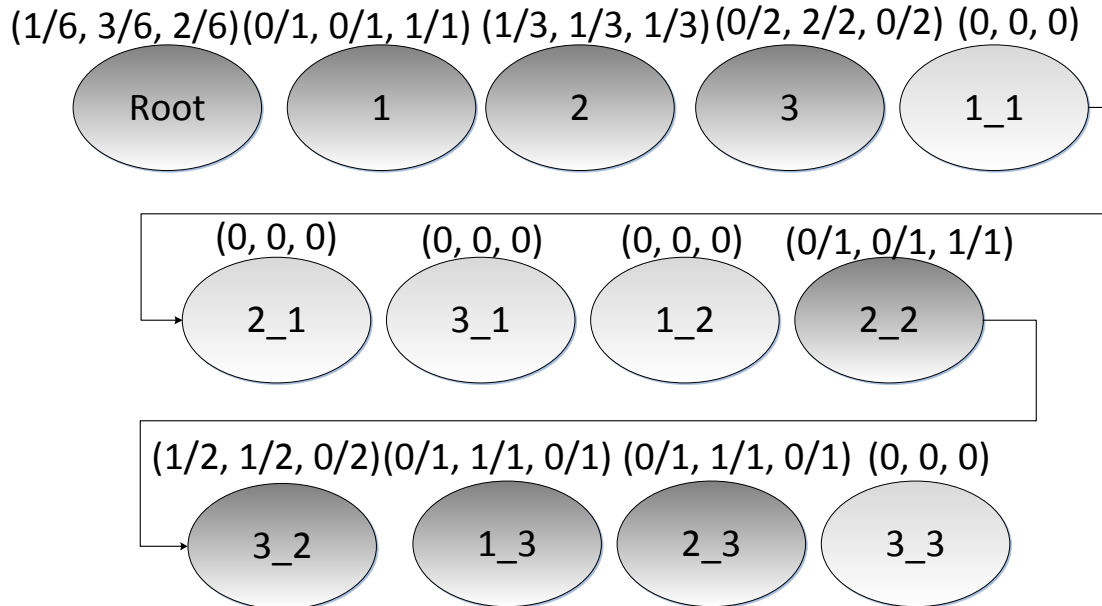 (1/6, 3/6, 2/6) (0/1, 0/1, 1/1) (1/3, 1/3, 1/3) (0/2, 2/2, 0/2) (0, 0, 0)
Root 1 2 3 1_1
(0, 0, 0) (0, 0, 0) (0, 0, 0) (0/1, 0/1, 1/1)
2_1 3_1 1_2 2_2
(1/2, 1/2, 0/2) (0/1, 1/1, 0/1) (0/1, 1/1, 0/1) (0, 0, 0)
3_2 1_3 2_3 3_3